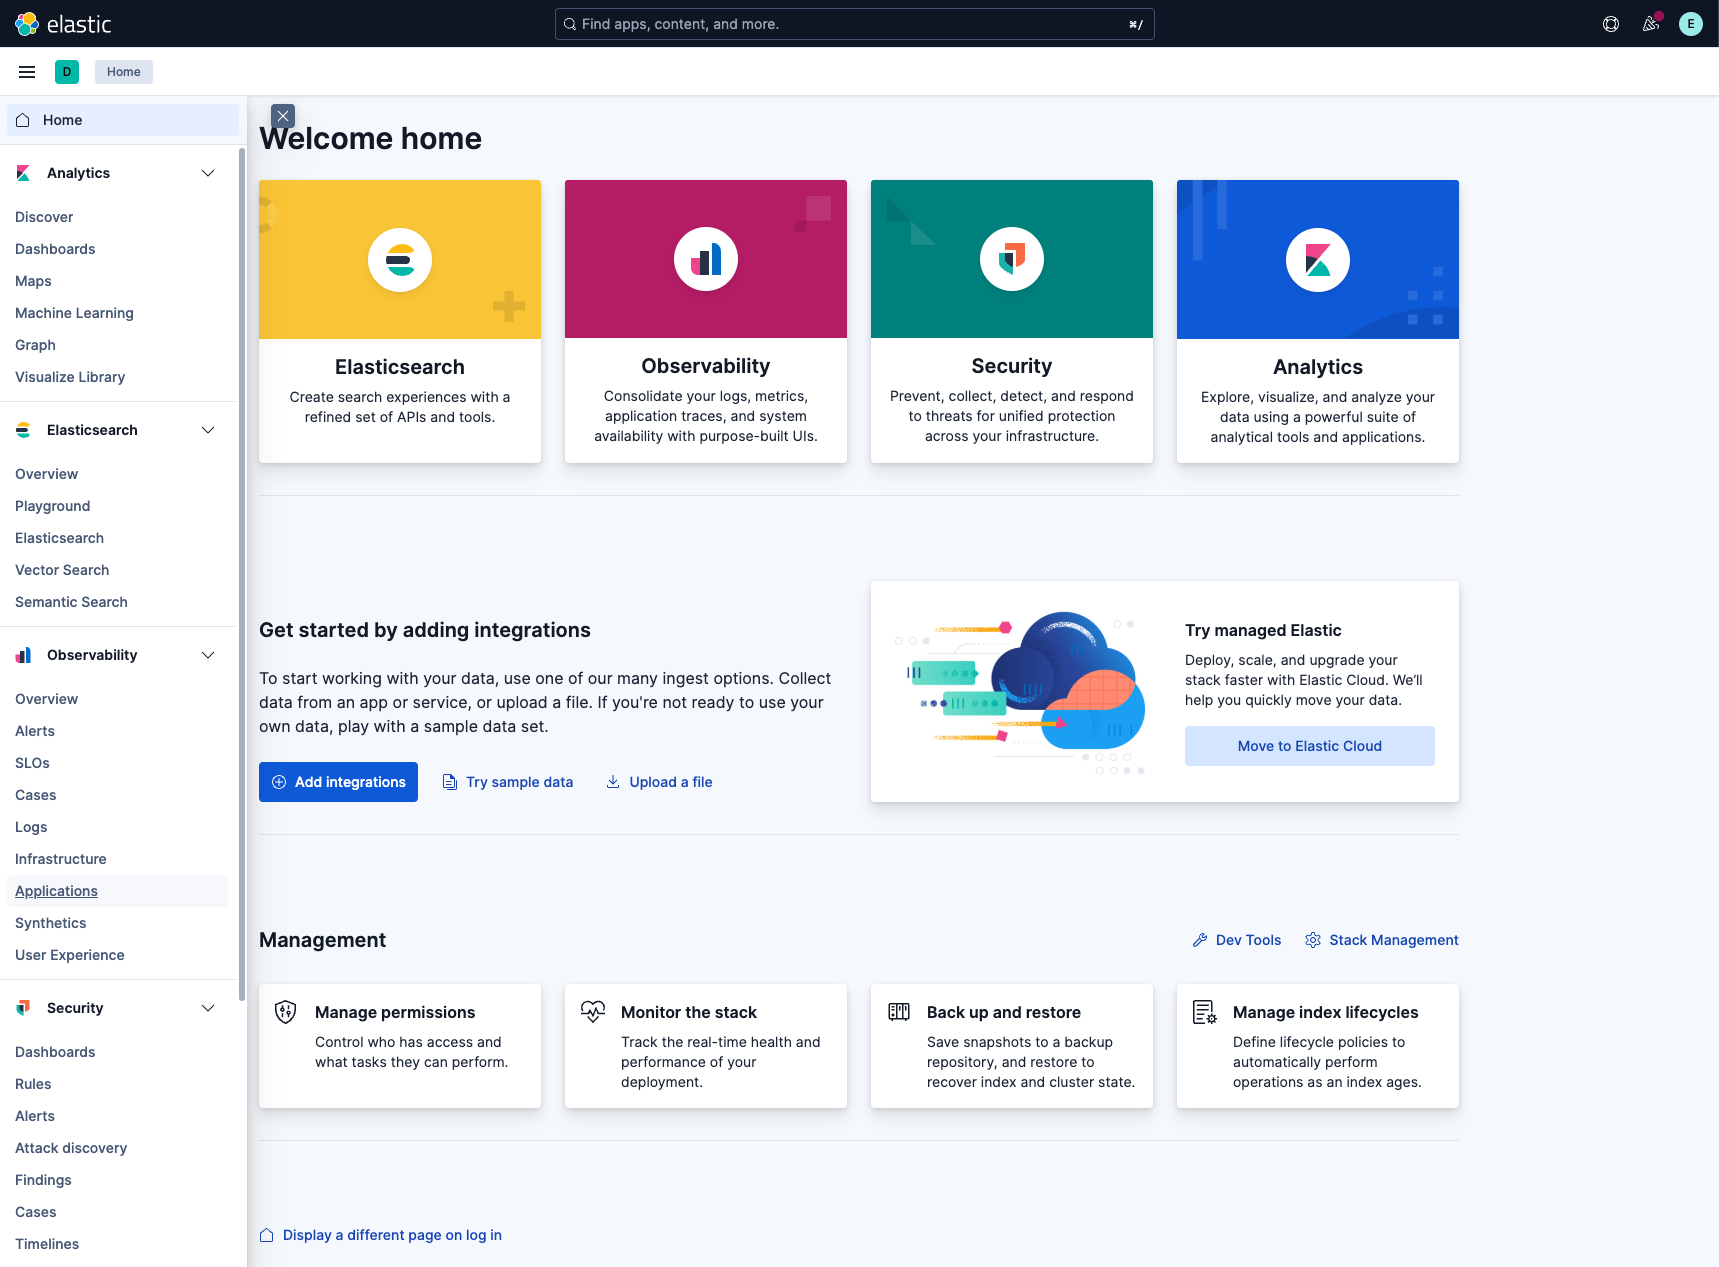 elastic
Find apps, content, and more.
⌘/
E
D
Home
Home
Analytics
Discover
Dashboards
Maps
Machine Learning
Graph
Visualize Library
Elasticsearch
Overview
Playground
Elasticsearch
Vector Search
Semantic Search
Observability
Overview
Alerts
SLOs
Cases
Logs
Infrastructure
Applications
Synthetics
User Experience
Security
Dashboards
Rules
Alerts
Attack discovery
Findings
Cases
Timelines
Welcome home
Elasticsearch
Create search experiences with a
refined set of APIs and tools.
Observability
Consolidate your logs, metrics,
application traces, and system
availability with purpose-built UIs.
Security
Prevent, collect, detect, and respond
to threats for unified protection
across your infrastructure.
Analytics
Explore, visualize, and analyze your
data using a powerful suite of
analytical tools and applications.
Get started by adding integrations
To start working with your data, use one of our many ingest options. Collect
data from an app or service, or upload a file. If you're not ready to use your
own data, play with a sample data set.
Add integrations
Try sample data
Upload a file
Try managed Elastic
Deploy, scale, and upgrade your
stack faster with Elastic Cloud. We'll
help you quickly move your data.
Move to Elastic Cloud
Management
Dev Tools
Stack Management
Manage permissions
Control who has access and
what tasks they can perform.
Monitor the stack
Track the real-time health and
performance of your
deployment.
Back up and restore
Save snapshots to a backup
repository, and restore to
recover index and cluster state.
Manage index lifecycles
Define lifecycle policies to
automatically perform
operations as an index ages.
Display a different page on log in